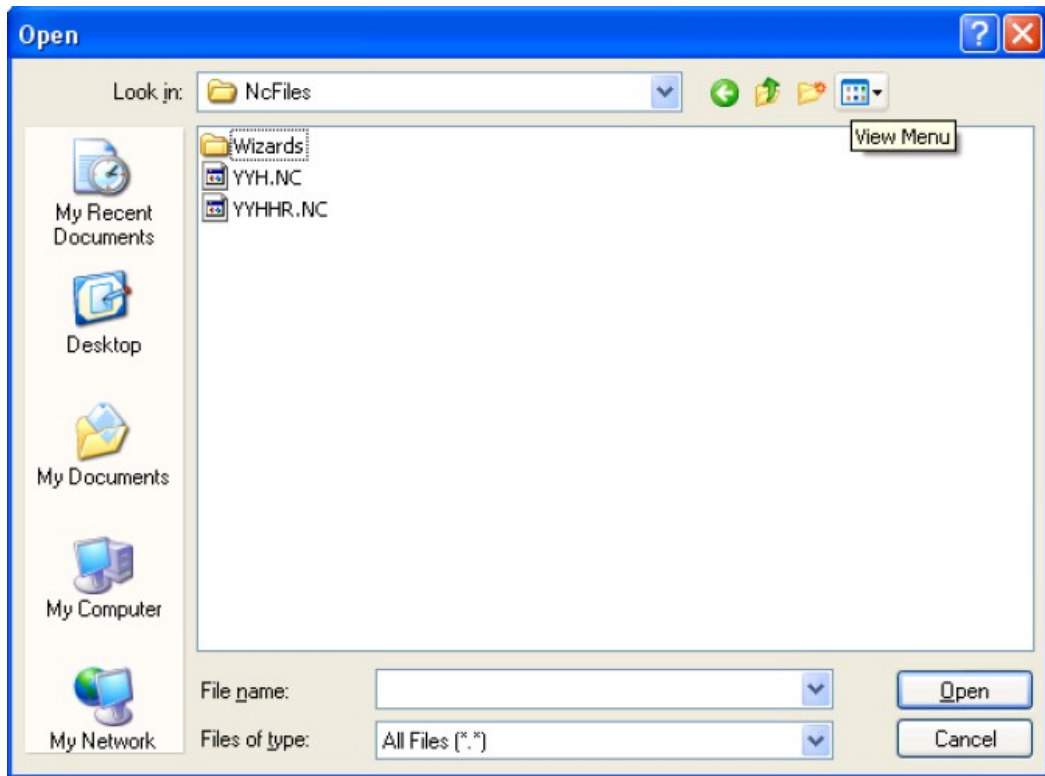 Open
Look in: NcFiles
View Menu
Wizards
YYH.NC
YYHHR.NC
My Recent
Documents
Desktop
My Documents
My Computer
My Network
File name:
Open
Files of type: All Files (*.*)
Cancel